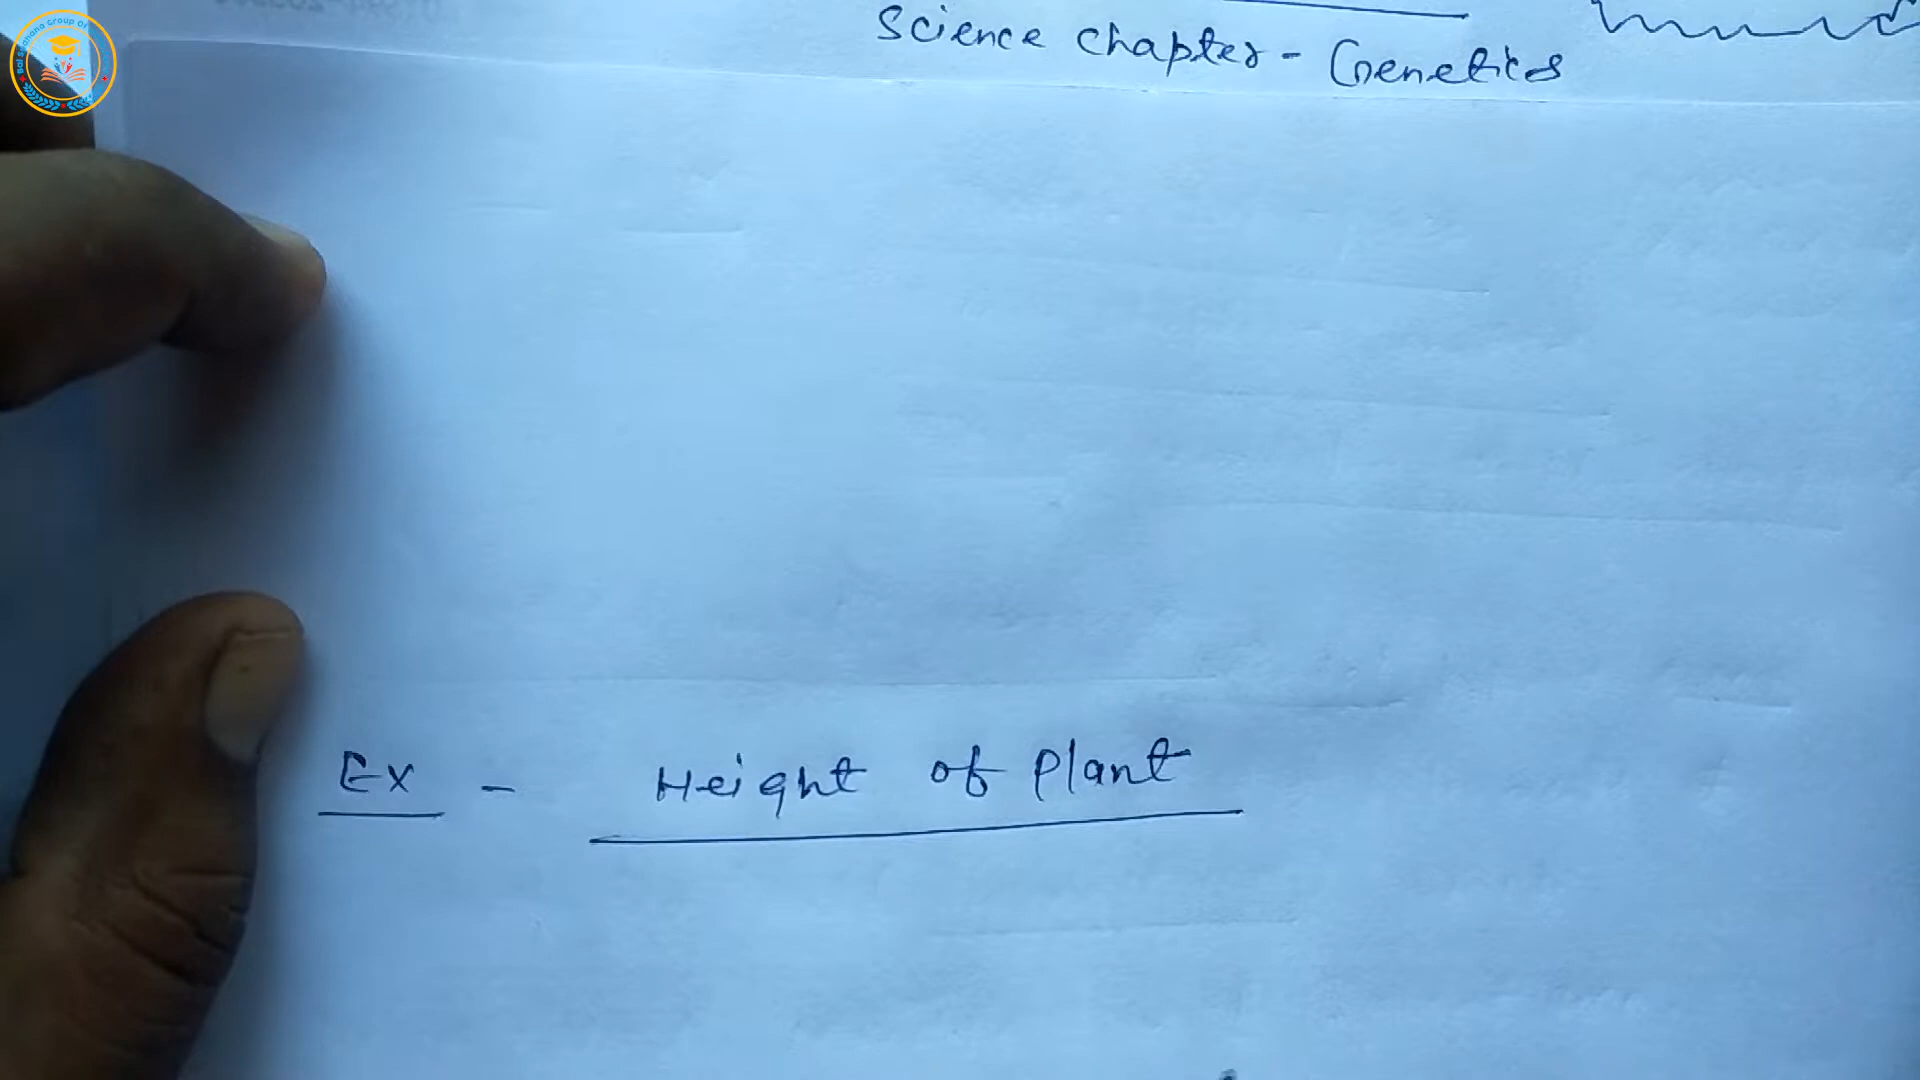 Science chapter - Genetics
Ex - Height of Plant